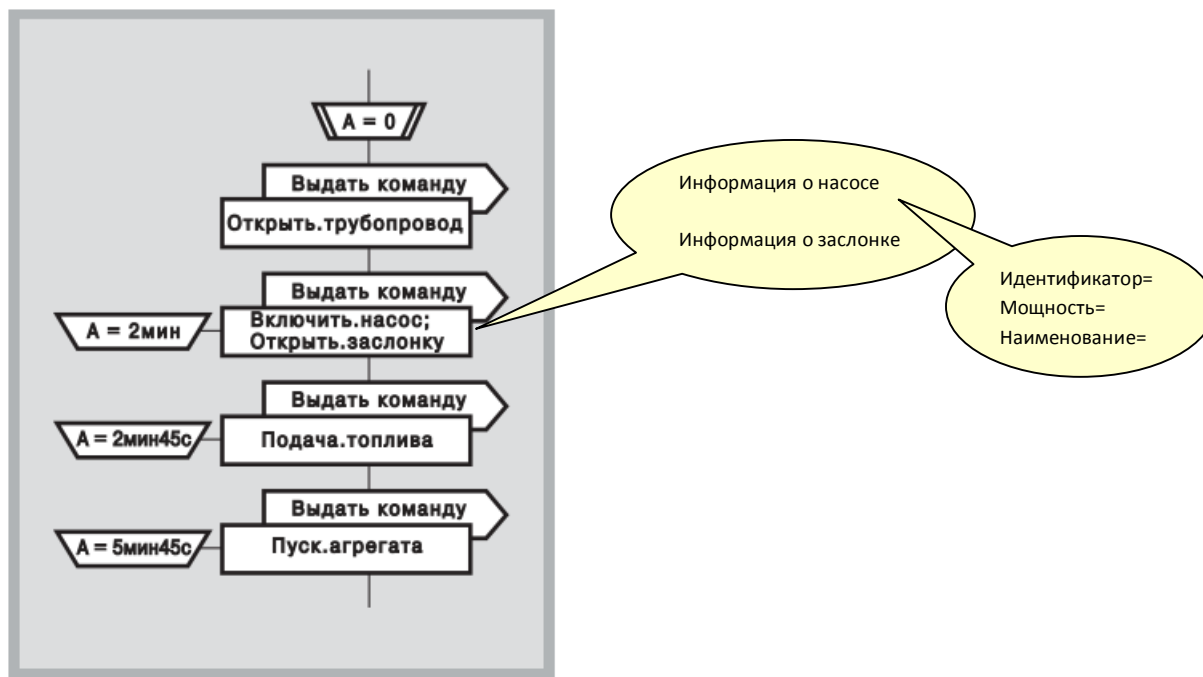 A = 0
Выдать команду
Открыть.трубопровод
Выдать команду
A = 2мин
Включить.насос;
Открыть.заслонку
Выдать команду
A = 2мин45с
Подача.топлива
Выдать команду
A = 5мин45с
Пуск.агрегата
Информация о насосе
Информация о заслонке
Идентификатор=
Мощность=
Наименование=